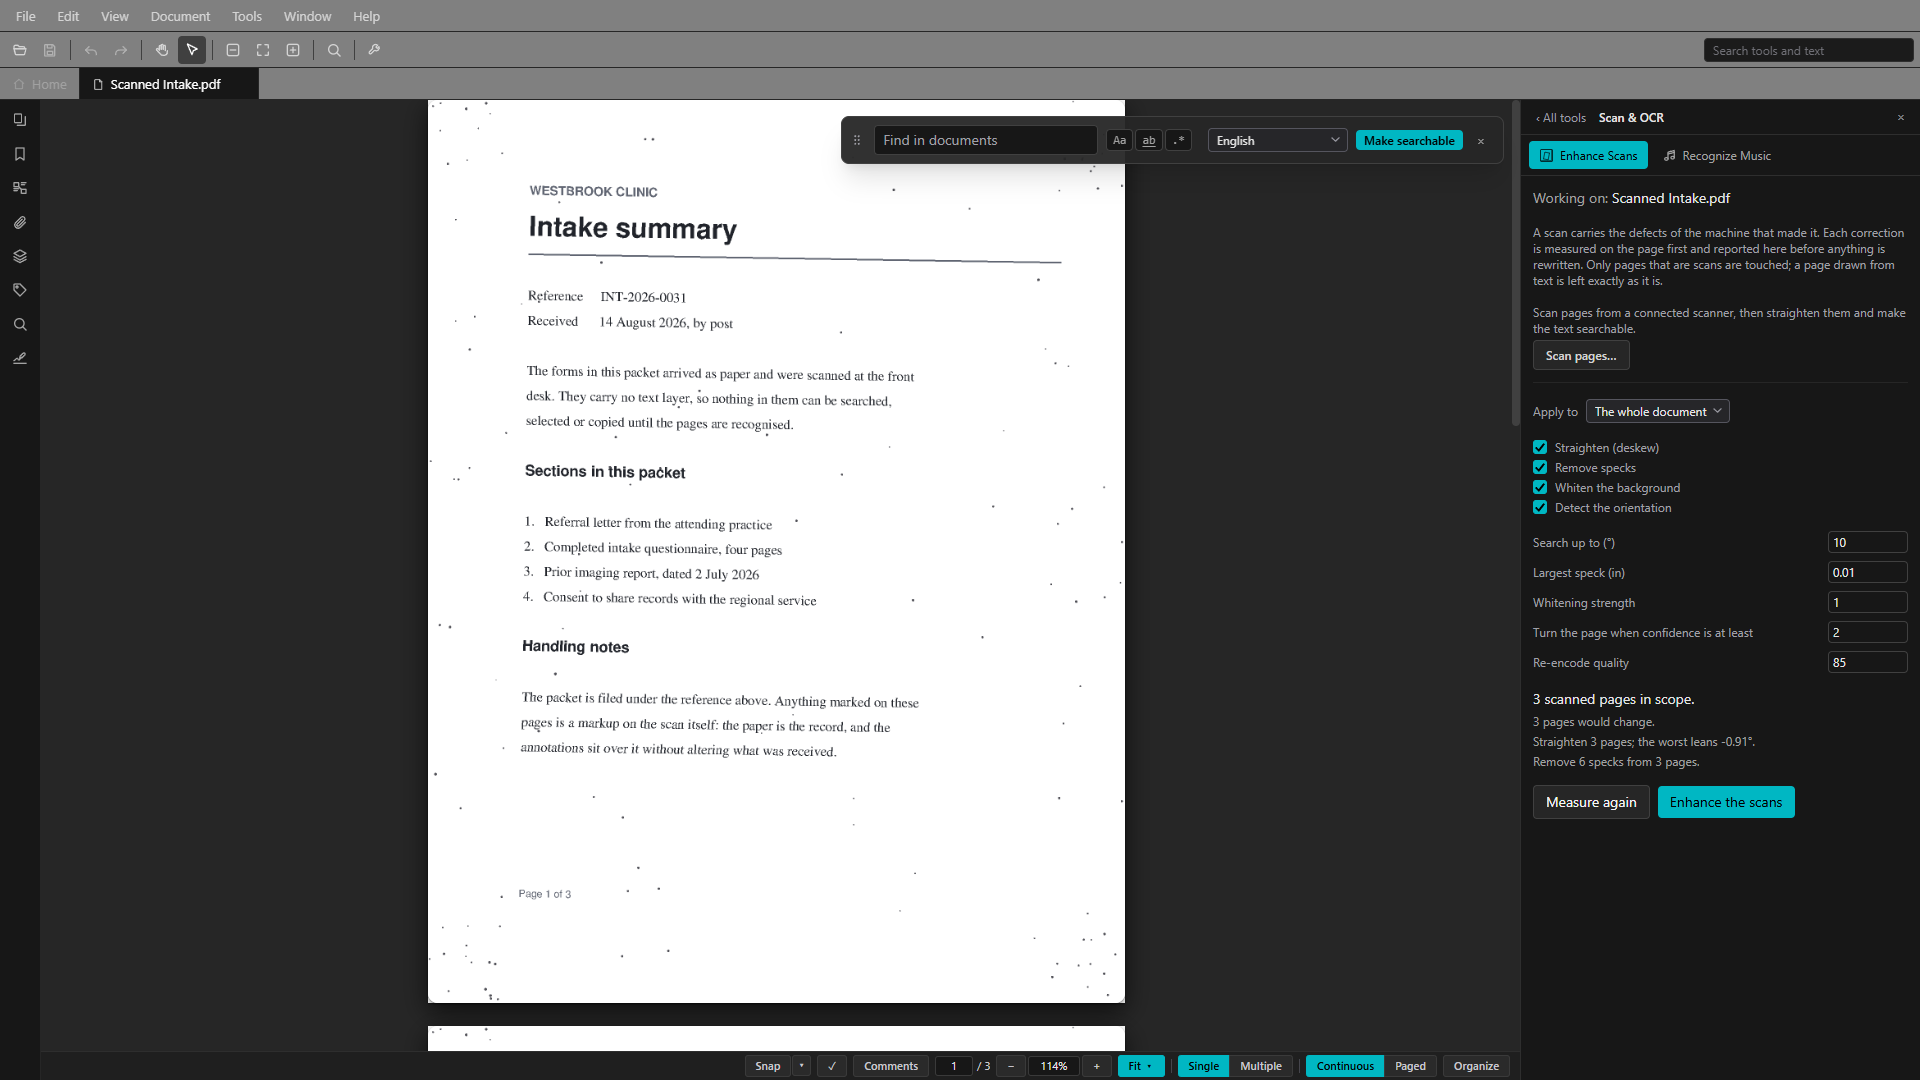 File Edit View Document Tools Window Help
Search tools and text
Home Scanned Intake.pdf
Find in documents Aa ab .* English Make searchable
WESTBROOK CLINIC
Intake summary
Reference INT-2026-0031
Received 14 August 2026, by post
The forms in this packet arrived as paper and were scanned at the front
desk. They carry no text layer, so nothing in them can be searched,
selected or copied until the pages are recognised.
Sections in this packet
1. Referral letter from the attending practice
2. Completed intake questionnaire, four pages
3. Prior imaging report, dated 2 July 2026
4. Consent to share records with the regional service
Handling notes
The packet is filed under the reference above. Anything marked on these
pages is a markup on the scan itself: the paper is the record, and the
annotations sit over it without altering what was received.
Page 1 of 3
‹ All tools Scan & OCR
Enhance Scans Recognize Music
Working on: Scanned Intake.pdf
A scan carries the defects of the machine that made it. Each correction
is measured on the page first and reported here before anything is
rewritten. Only pages that are scans are touched; a page drawn from
text is left exactly as it is.
Scan pages from a connected scanner, then straighten them and make
the text searchable.
Scan pages...
Apply to The whole document
Straighten (deskew)
Remove specks
Whiten the background
Detect the orientation
Search up to (°) 10
Largest speck (in) 0.01
Whitening strength 1
Turn the page when confidence is at least 2
Re-encode quality 85
3 scanned pages in scope.
3 pages would change.
Straighten 3 pages; the worst leans -0.91°.
Remove 6 specks from 3 pages.
Measure again Enhance the scans
Snap Comments 1 / 3 − 114% + Fit Single Multiple Continuous Paged Organize